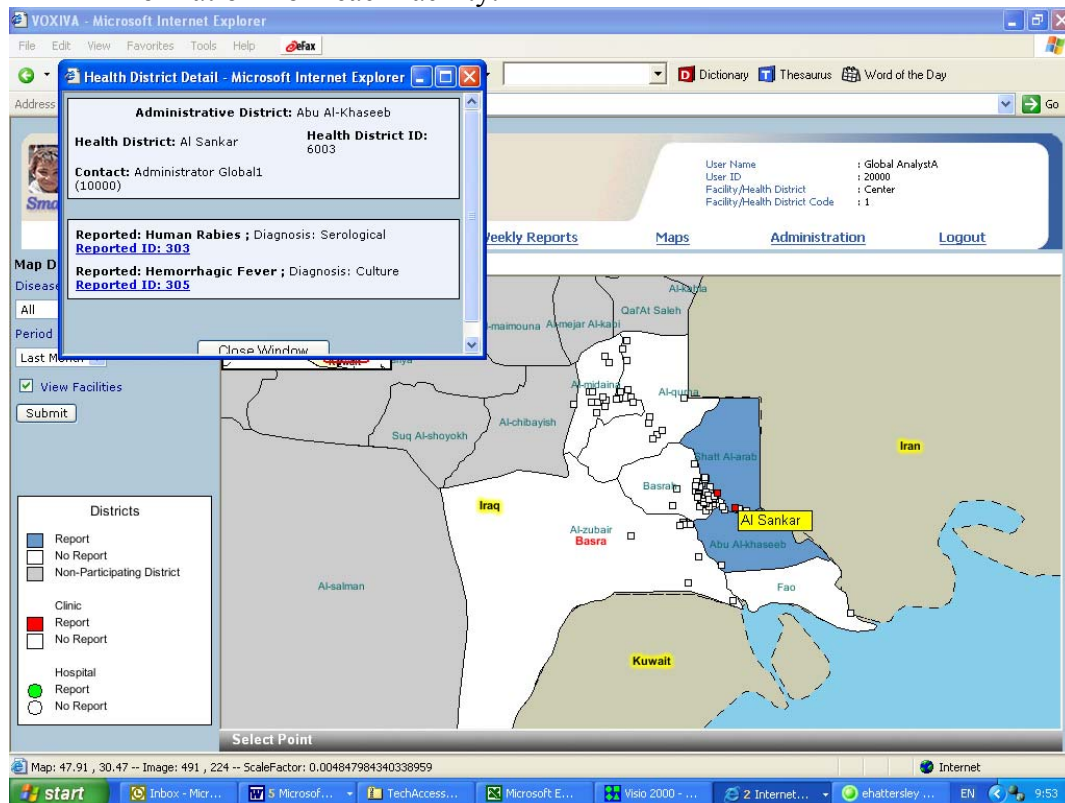 VOXIVA - Microsoft Internet Explorer
File Edit View Favorites Tools Help eFax
Dictionary Thesaurus Word of the Day
Address
Go
Health District Detail - Microsoft Internet Explorer
Administrative District: Abu Al-Khaseeb
Health District: Al Sankar
Health District ID:
6003
Contact: Administrator Global1
(10000)
Reported: Human Rabies ; Diagnosis: Serological
Reported ID: 303
Reported: Hemorrhagic Fever ; Diagnosis: Culture
Reported ID: 305
Close Window
User Name : Global AnalystA
User ID : 20000
Facility/Health District : Center
Facility/Health District Code : 1
Weekly Reports Maps Administration Logout
Map D
Disease
All
Period
Last Month
View Facilities
Submit
Districts
Report
No Report
Non-Participating District
Clinic
Report
No Report
Hospital
Report
No Report
Al-kahla
Qal'At Saleh
l-maimouna Al-mejar Al-kabi
Al-midaina
Al-qurna
Al-chibayish
Suq Al-shoyokh
Shatt Al-arab
Iran
Basrah
Iraq
Al Sankar
Al-zubair
Basra
Abu Al-khaseeb
Al-salman
Fao
Kuwait
Select Point
Map: 47.91 , 30.47 -- Image: 491 , 224 -- ScaleFactor: 0.004847984340338959
Internet
start Inbox - Micr... 5 Microsof... TechAccess... Microsoft E... Visio 2000 - ... 2 Internet... ehattersley ... EN 9:53